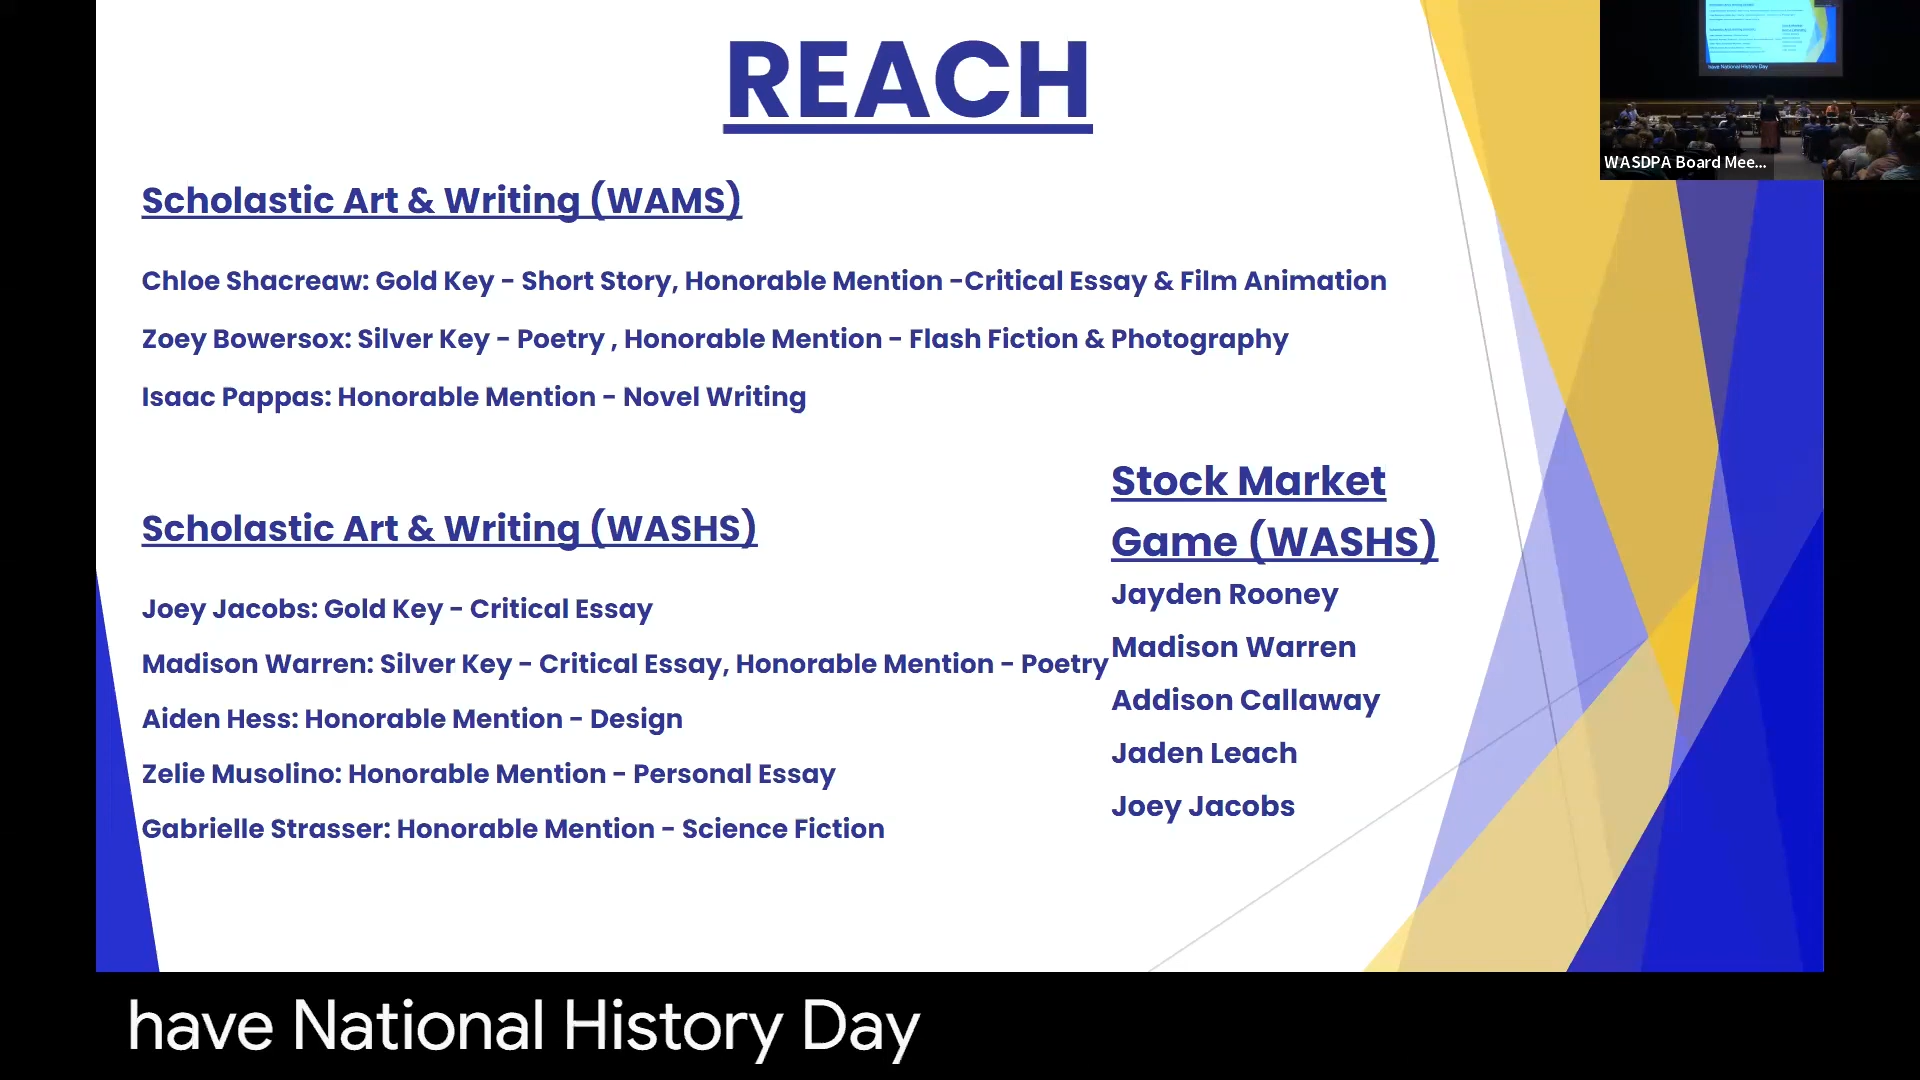 REACH
Scholastic Art & Writing (WAMS)
Chloe Shacreaw: Gold Key - Short Story, Honorable Mention -Critical Essay & Film Animation
Zoey Bowersox: Silver Key - Poetry , Honorable Mention - Flash Fiction & Photography
Isaac Pappas: Honorable Mention - Novel Writing
Scholastic Art & Writing (WASHS)
Joey Jacobs: Gold Key - Critical Essay
Madison Warren: Silver Key - Critical Essay, Honorable Mention - Poetry
Aiden Hess: Honorable Mention - Design
Zelie Musolino: Honorable Mention - Personal Essay
Gabrielle Strasser: Honorable Mention - Science Fiction
Stock Market
Game (WASHS)
Jayden Rooney
Madison Warren
Addison Callaway
Jaden Leach
Joey Jacobs
have National History Day
WASDPA Board Mee...
have National History Day